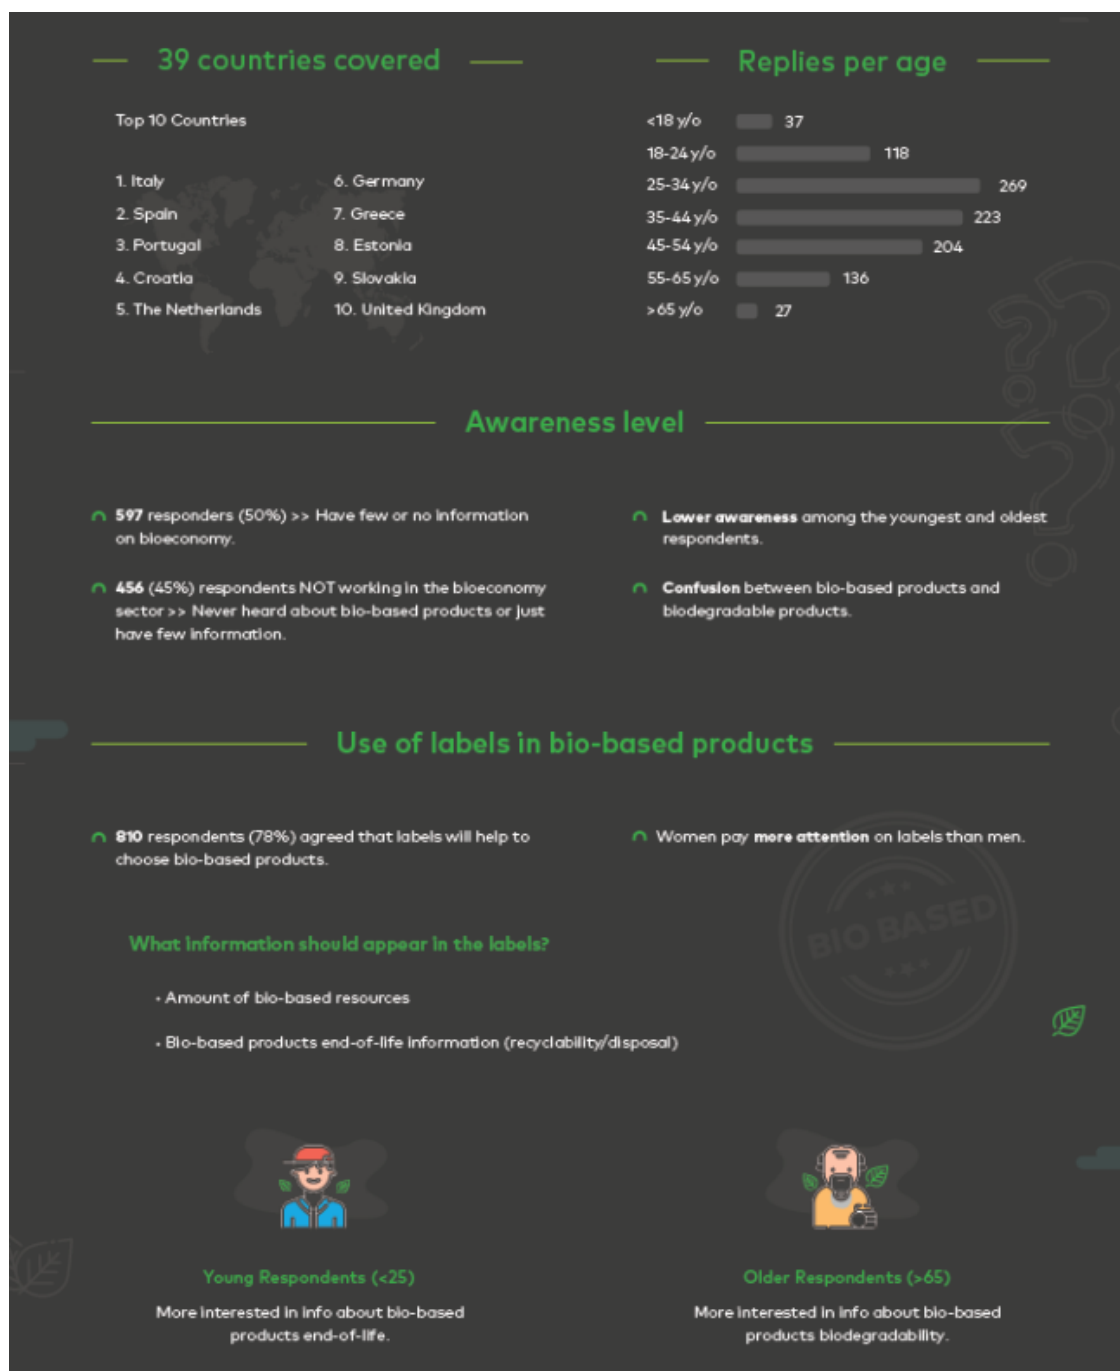 39 countries covered
Top 10 Countries
1. Italy
2. Spain
3. Portugal
4. Croatia
5. The Netherlands
6. Germany
7. Greece
8. Estonia
9. Slovakia
10. United Kingdom
Replies per age
<18 y/o 37
18-24 y/o 118
25-34 y/o 269
35-44 y/o 223
45-54 y/o 204
55-65 y/o 136
>65 y/o 27
Awareness level
597 responders (50%) >> Have few or no information
on bioeconomy.
456 (45%) respondents NOT working in the bioeconomy
sector >> Never heard about bio-based products or just
have few information.
Lower awareness among the youngest and oldest
respondents.
Confusion between bio-based products and
biodegradable products.
Use of labels in bio-based products
810 respondents (78%) agreed that labels will help to
choose bio-based products.
Women pay more attention on labels than men.
BIO BASED
What information should appear in the labels?
• Amount of bio-based resources
• Bio-based products end-of-life information (recyclability/disposal)
Young Respondents (<25)
More interested in info about bio-based
products end-of-life.
Older Respondents (>65)
More interested in info about bio-based
products biodegradability.